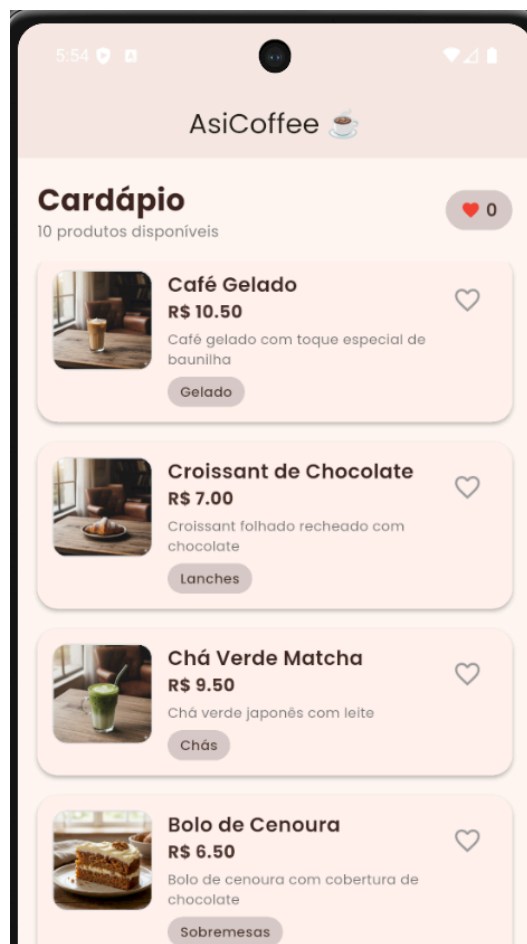 5:54
AsiCoffee ☕
Cardápio
10 produtos disponíveis
0
Café Gelado
R$ 10.50
Café gelado com toque especial de
baunilha
Gelado
Croissant de Chocolate
R$ 7.00
Croissant folhado recheado com
chocolate
Lanches
Chá Verde Matcha
R$ 9.50
Chá verde japonês com leite
Chás
Bolo de Cenoura
R$ 6.50
Bolo de cenoura com cobertura de
chocolate
Sobremesas